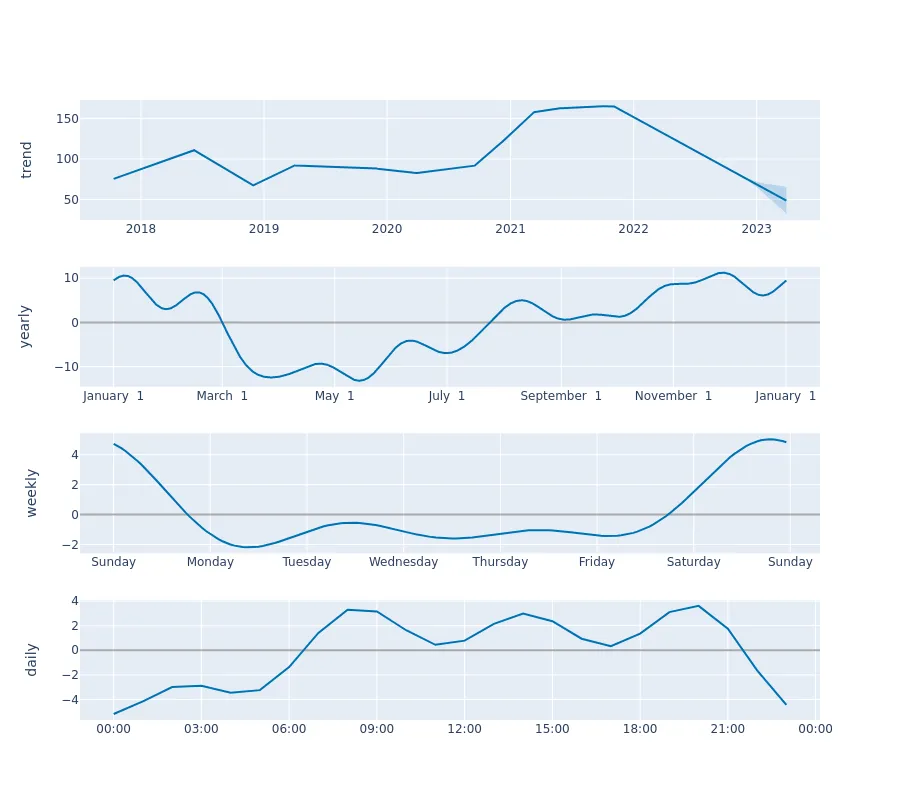 trend
150
100
50
2018 2019 2020 2021 2022 2023
yearly
10
0
−10
January 1 March 1 May 1 July 1 September 1 November 1 January 1
weekly
4
2
0
−2
Sunday Monday Tuesday Wednesday Thursday Friday Saturday Sunday
daily
4
2
0
−2
−4
00:00 03:00 06:00 09:00 12:00 15:00 18:00 21:00 00:00